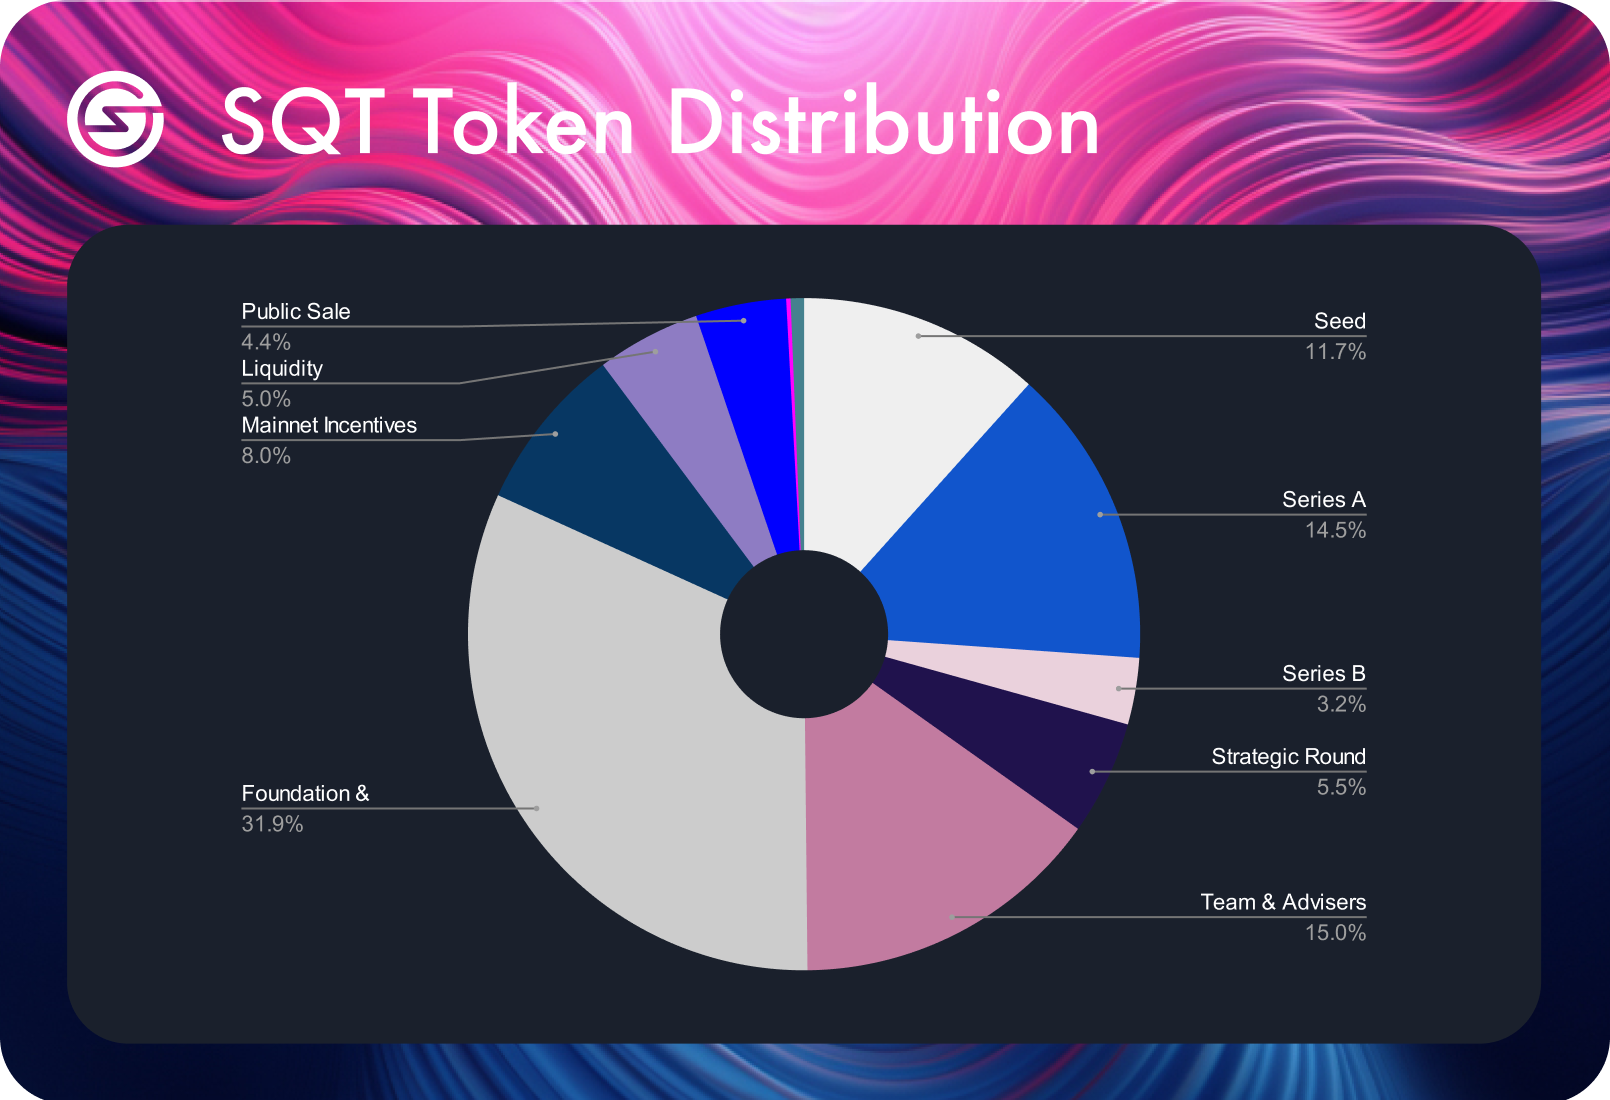 SQT Token Distribution
Public Sale
4.4%
Liquidity
5.0%
Mainnet Incentives
8.0%
Foundation &
31.9%
Seed
11.7%
Series A
14.5%
Series B
3.2%
Strategic Round
5.5%
Team & Advisers
15.0%